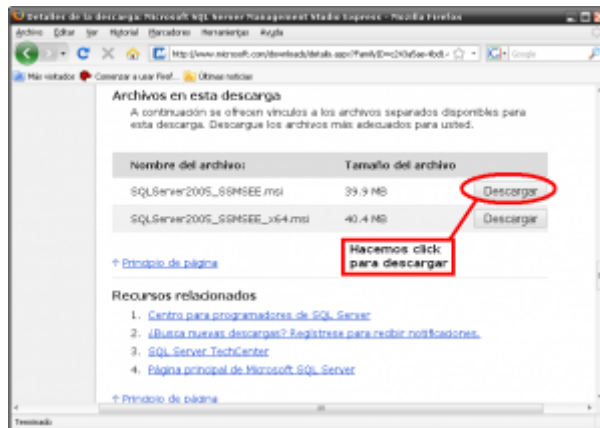 Detalles de la descarga: Microsoft SQL Server Management Studio Express - Mozilla Firefox
Archivo Editar Ver Historial Marcadores Herramientas Ayuda
Google
Más visitados Comenzar a usar Firef... Últimas noticias
Archivos en esta descarga
A continuación se ofrecen vínculos a los archivos separados disponibles para
esta descarga. Descargue los archivos más adecuados para usted.
Nombre del archivo: Tamaño del archivo
SQLServer2005_SSMSEE.msi 39.9 MB Descargar
SQLServer2005_SSMSEE_x64.msi 40.4 MB Descargar
Hacemos click
para descargar
Principio de página
Recursos relacionados
1. Centro para programadores de SQL Server
2. ¿Busca nuevas descargas? Regístrese para recibir notificaciones.
3. SQL Server TechCenter
4. Página principal de Microsoft SQL Server
Principio de página
Terminado